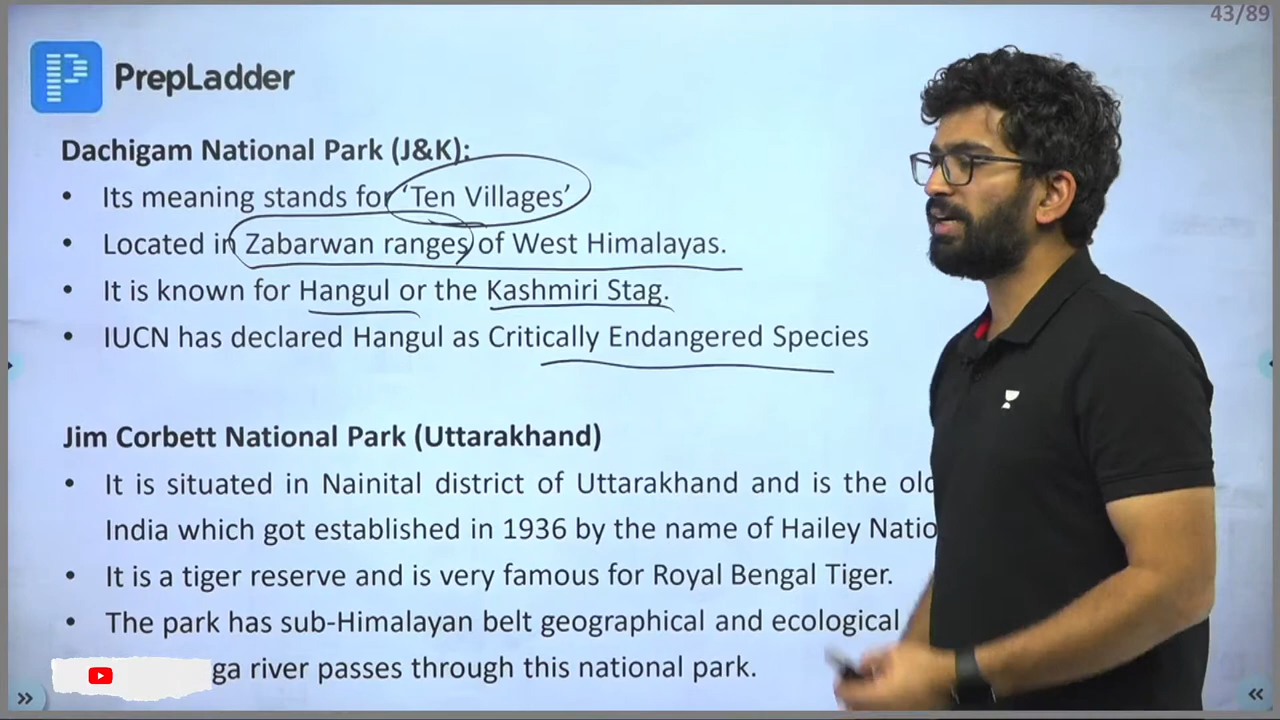 43/89
PrepLadder
Dachigam National Park (J&K):
• Its meaning stands for ‘Ten Villages’
• Located in Zabarwan ranges of West Himalayas.
• It is known for Hangul or the Kashmiri Stag.
• IUCN has declared Hangul as Critically Endangered Species
Jim Corbett National Park (Uttarakhand)
• It is situated in Nainital district of Uttarakhand and is the
India which got established in 1936 by the name of Hailey
• It is a tiger reserve and is very famous for Royal Bengal Tiger.
• The park has sub-Himalayan belt geographical and ecological
river passes through this national park.